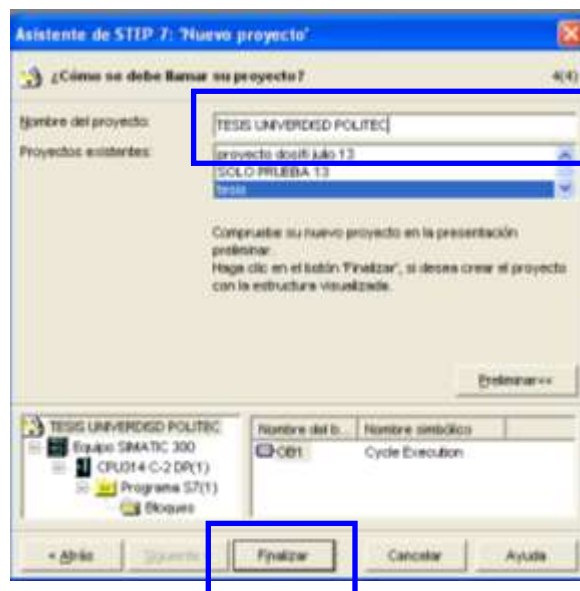 Asistente de STEP 7: 'Nuevo proyecto'
¿Cómo se debe llamar su proyecto?
4(4)
Nombre del proyecto:
TESIS UNIVERDISD POLITEC
Proyectos existentes:
proyecto dositi julio 13
SOLO PRUEBA 13
tesis
Compruebe su nuevo proyecto en la presentación
preliminar.
Haga clic en el botón 'Finalizar', si desea crear el proyecto
con la estructura visualizada.
Preliminar<<
TESIS UNIVERDISD POLITEC
Equipo SIMATIC 300
CPU314 C-2 DP(1)
Programa S7(1)
Bloques
Nombre del b...
Nombre simbólico
OB1
Cycle Execution
< Atrás
Siguiente >
Finalizar
Cancelar
Ayuda